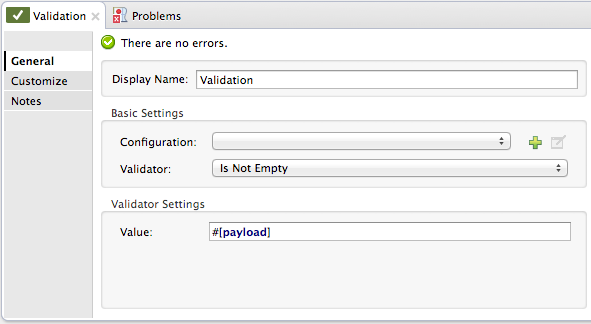 Validation
Problems
There are no errors.
General
Customize
Notes
Display Name: Validation
Basic Settings
Configuration:
Validator: Is Not Empty
Validator Settings
Value: #[payload]